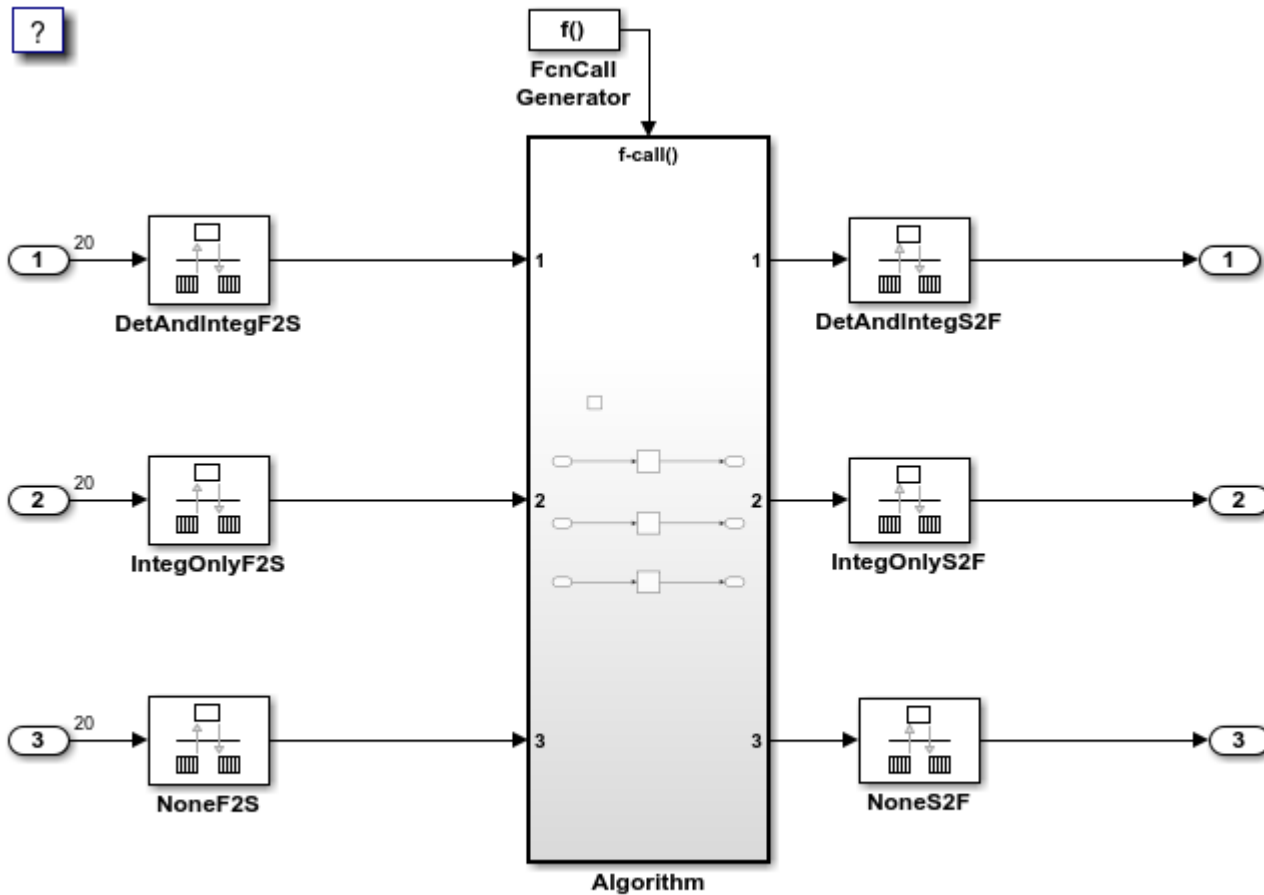 ?
f()
FcnCall
Generator
f-call()
1
20
DetAndIntegF2S
1
1
DetAndIntegS2F
1
2
20
IntegOnlyF2S
2
2
IntegOnlyS2F
2
3
20
NoneF2S
3
3
NoneS2F
3
Algorithm